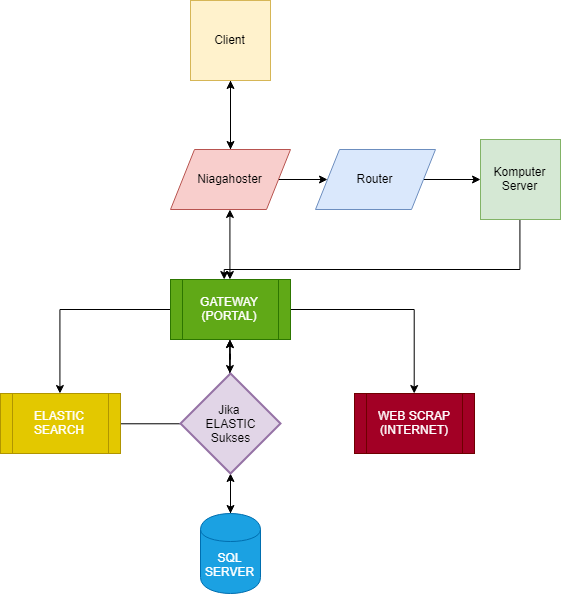 Client
Niagahoster
Router
Komputer
Server
GATEWAY
(PORTAL)
ELASTIC
SEARCH
Jika
ELASTIC
Sukses
WEB SCRAP
(INTERNET)
SQL
SERVER